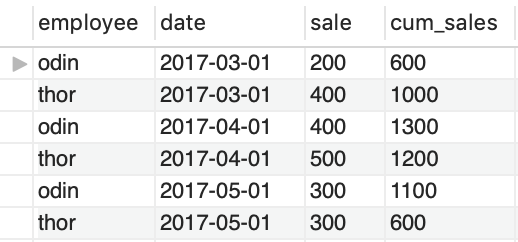 employee date sale cum_sales
odin 2017-03-01 200 600
thor 2017-03-01 400 1000
odin 2017-04-01 400 1300
thor 2017-04-01 500 1200
odin 2017-05-01 300 1100
thor 2017-05-01 300 600